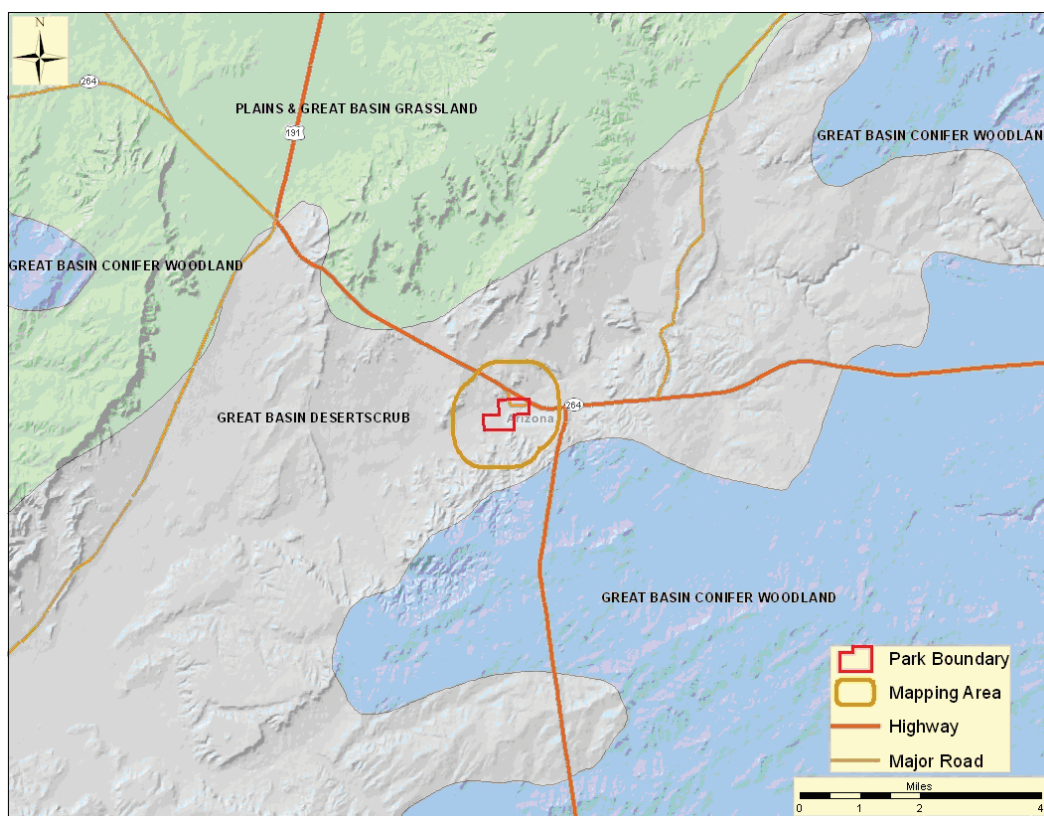 N
264
PLAINS & GREAT BASIN GRASSLAND
191
GREAT BASIN CONIFER WOODLAN
GREAT BASIN CONIFER WOODLAND
GREAT BASIN DESERTSCRUB
264
Arizona
GREAT BASIN CONIFER WOODLAND
Park Boundary
Mapping Area
Highway
Major Road
Miles
0 1 2 4